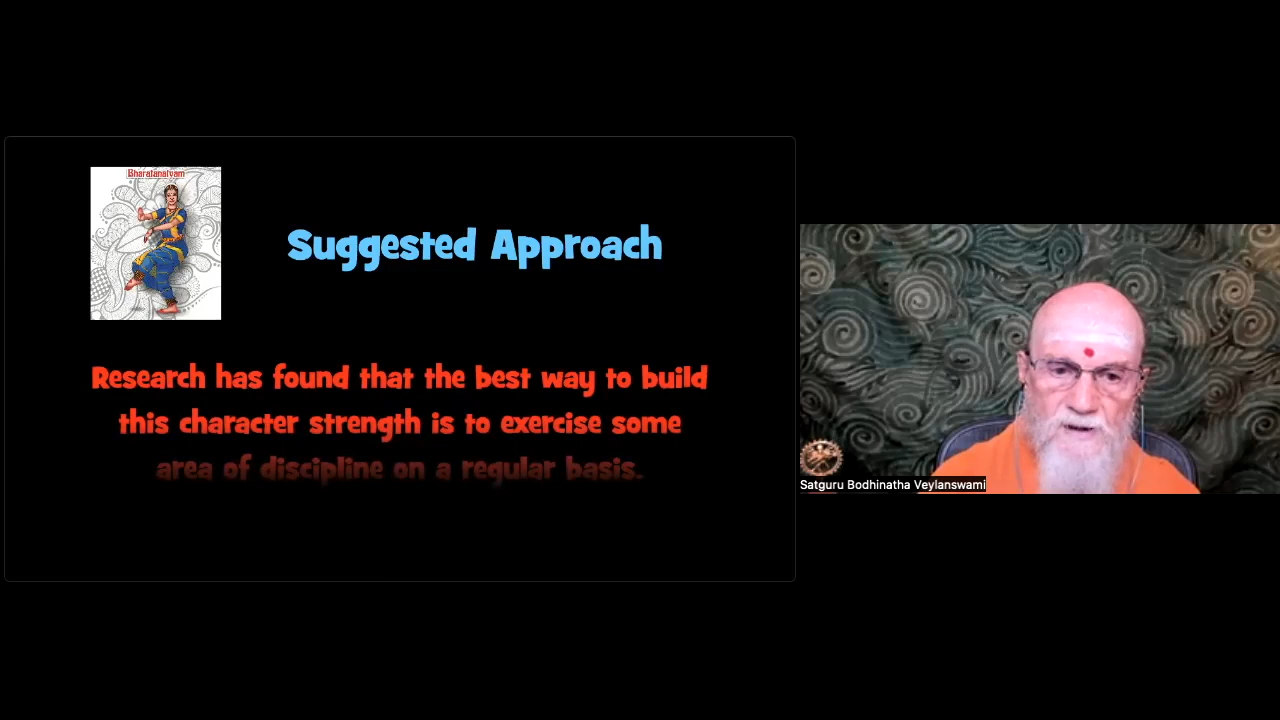 Bharatanatyam
Suggested Approach
Research has found that the best way to build
this character strength is to exercise some
area of discipline on a regular basis.
Satguru Bodhinatha Veylanswami